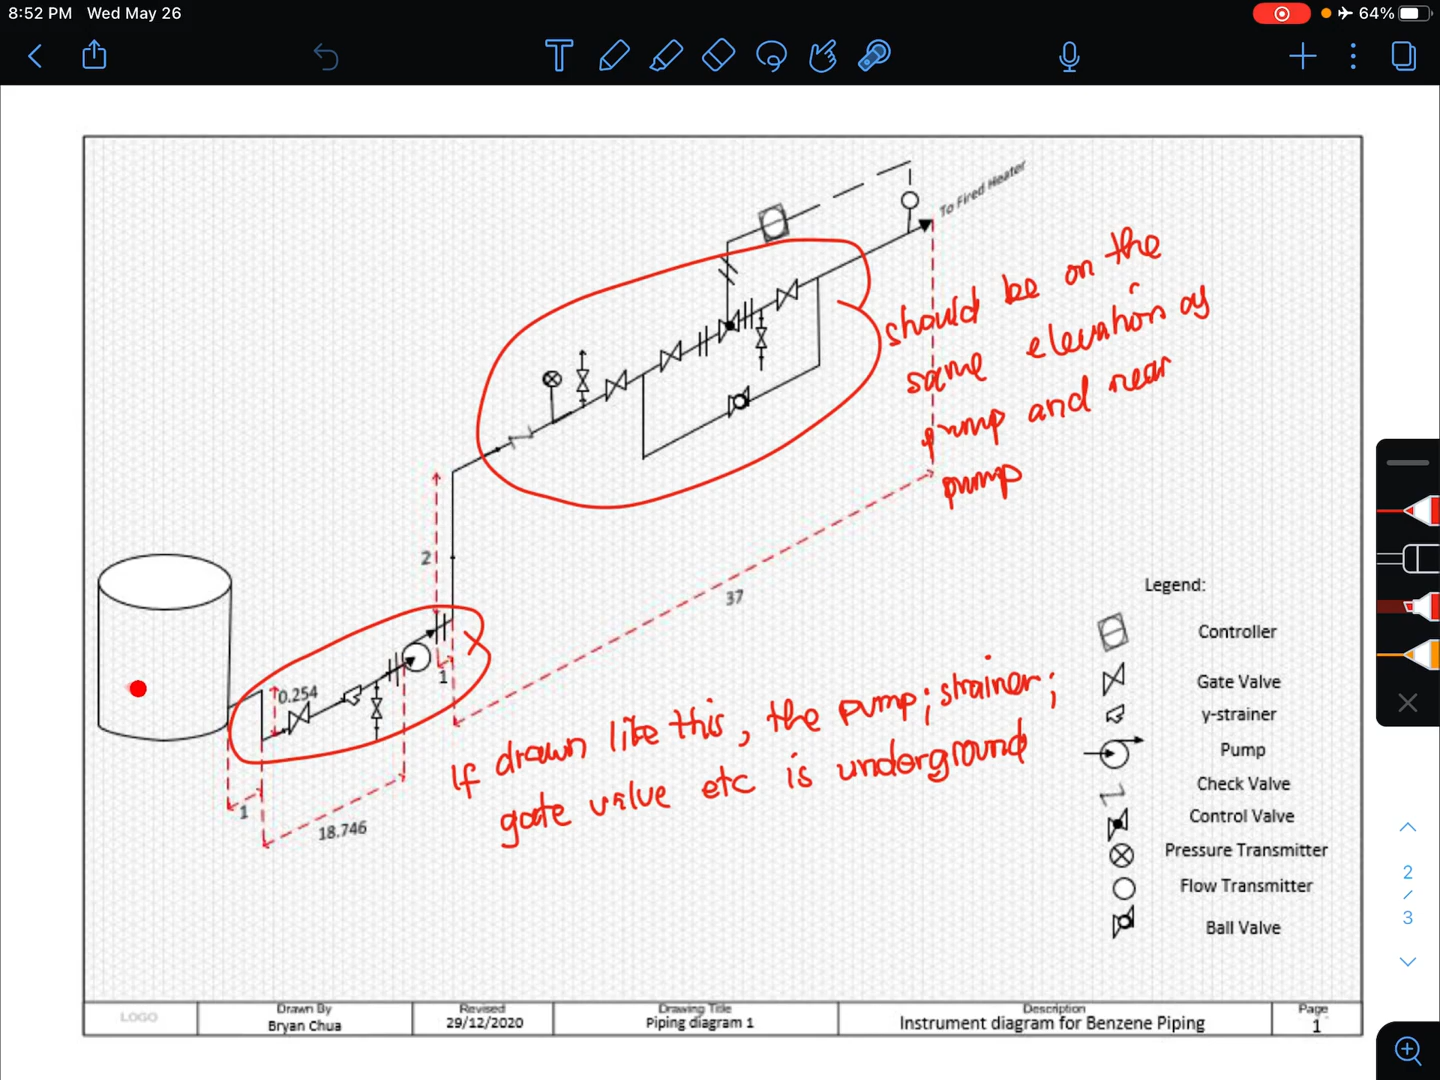 8:52 PM Wed May 26
64%
To Fired Heater
should be on the
same elevation as
pump and near
pump
2
37
0.254
1
1
18.746
If drawn like this, the pump; strainer;
gate valve etc is underground
Legend:
Controller
Gate Valve
y-strainer
Pump
Check Valve
Control Valve
Pressure Transmitter
Flow Transmitter
Ball Valve
2
/
3
LOGO
Drawn By
Bryan Chua
Revised
29/12/2020
Drawing Title
Piping diagram 1
Description
Instrument diagram for Benzene Piping
Page
1